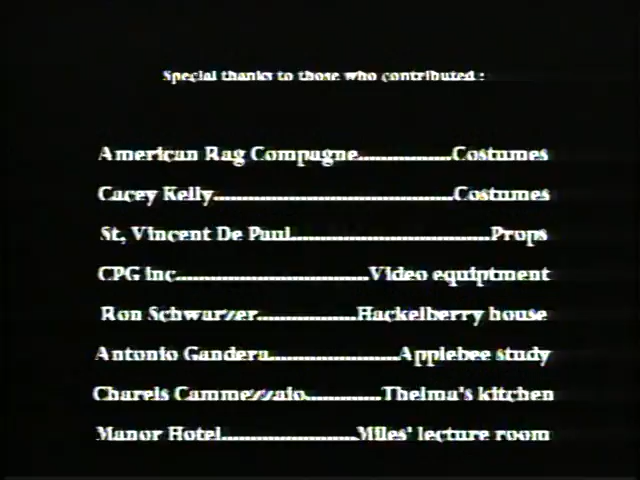 Special thanks to those who contributed :
American Rag Compagne................Costumes
Cacey Kelly..........................................Costumes
St, Vincent De Paul...................................Props
CPG inc..................................Video equiptment
Ron Schwarzer.................Hackelberry house
Antonio Gandera.......................Applebee study
Charels Cammezzaio.............Thelma's kitchen
Manor Hotel........................Miles' lecture room